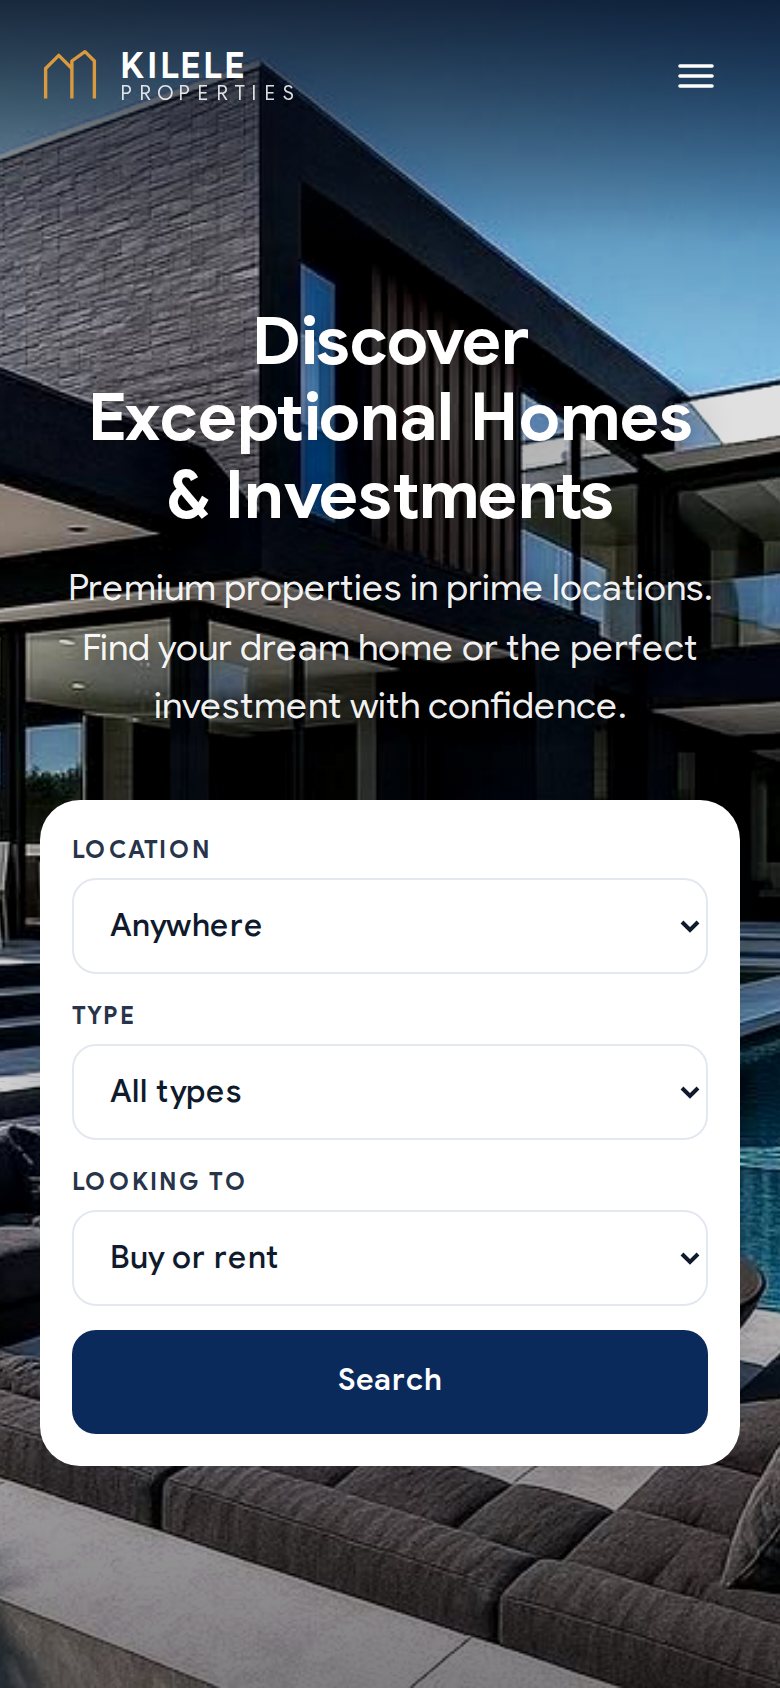 KILELE
PROPERTIES
Discover
Exceptional Homes
& Investments
Premium properties in prime locations.
Find your dream home or the perfect
investment with confidence.
LOCATION
Anywhere
TYPE
All types
LOOKING TO
Buy or rent
Search